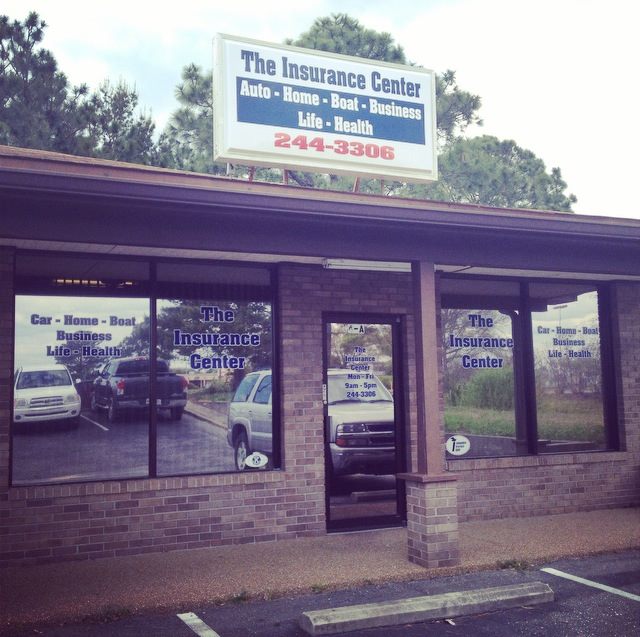 The Insurance Center
Auto - Home - Boat - Business
Life - Health
244-3306
Car - Home - Boat
Business
Life - Health
The
Insurance
Center
A-A
The
Insurance
Center
Mon - Fri
9am - 5pm
244-3306
The
Insurance
Center
Car - Home - Boat
Business
Life - Health